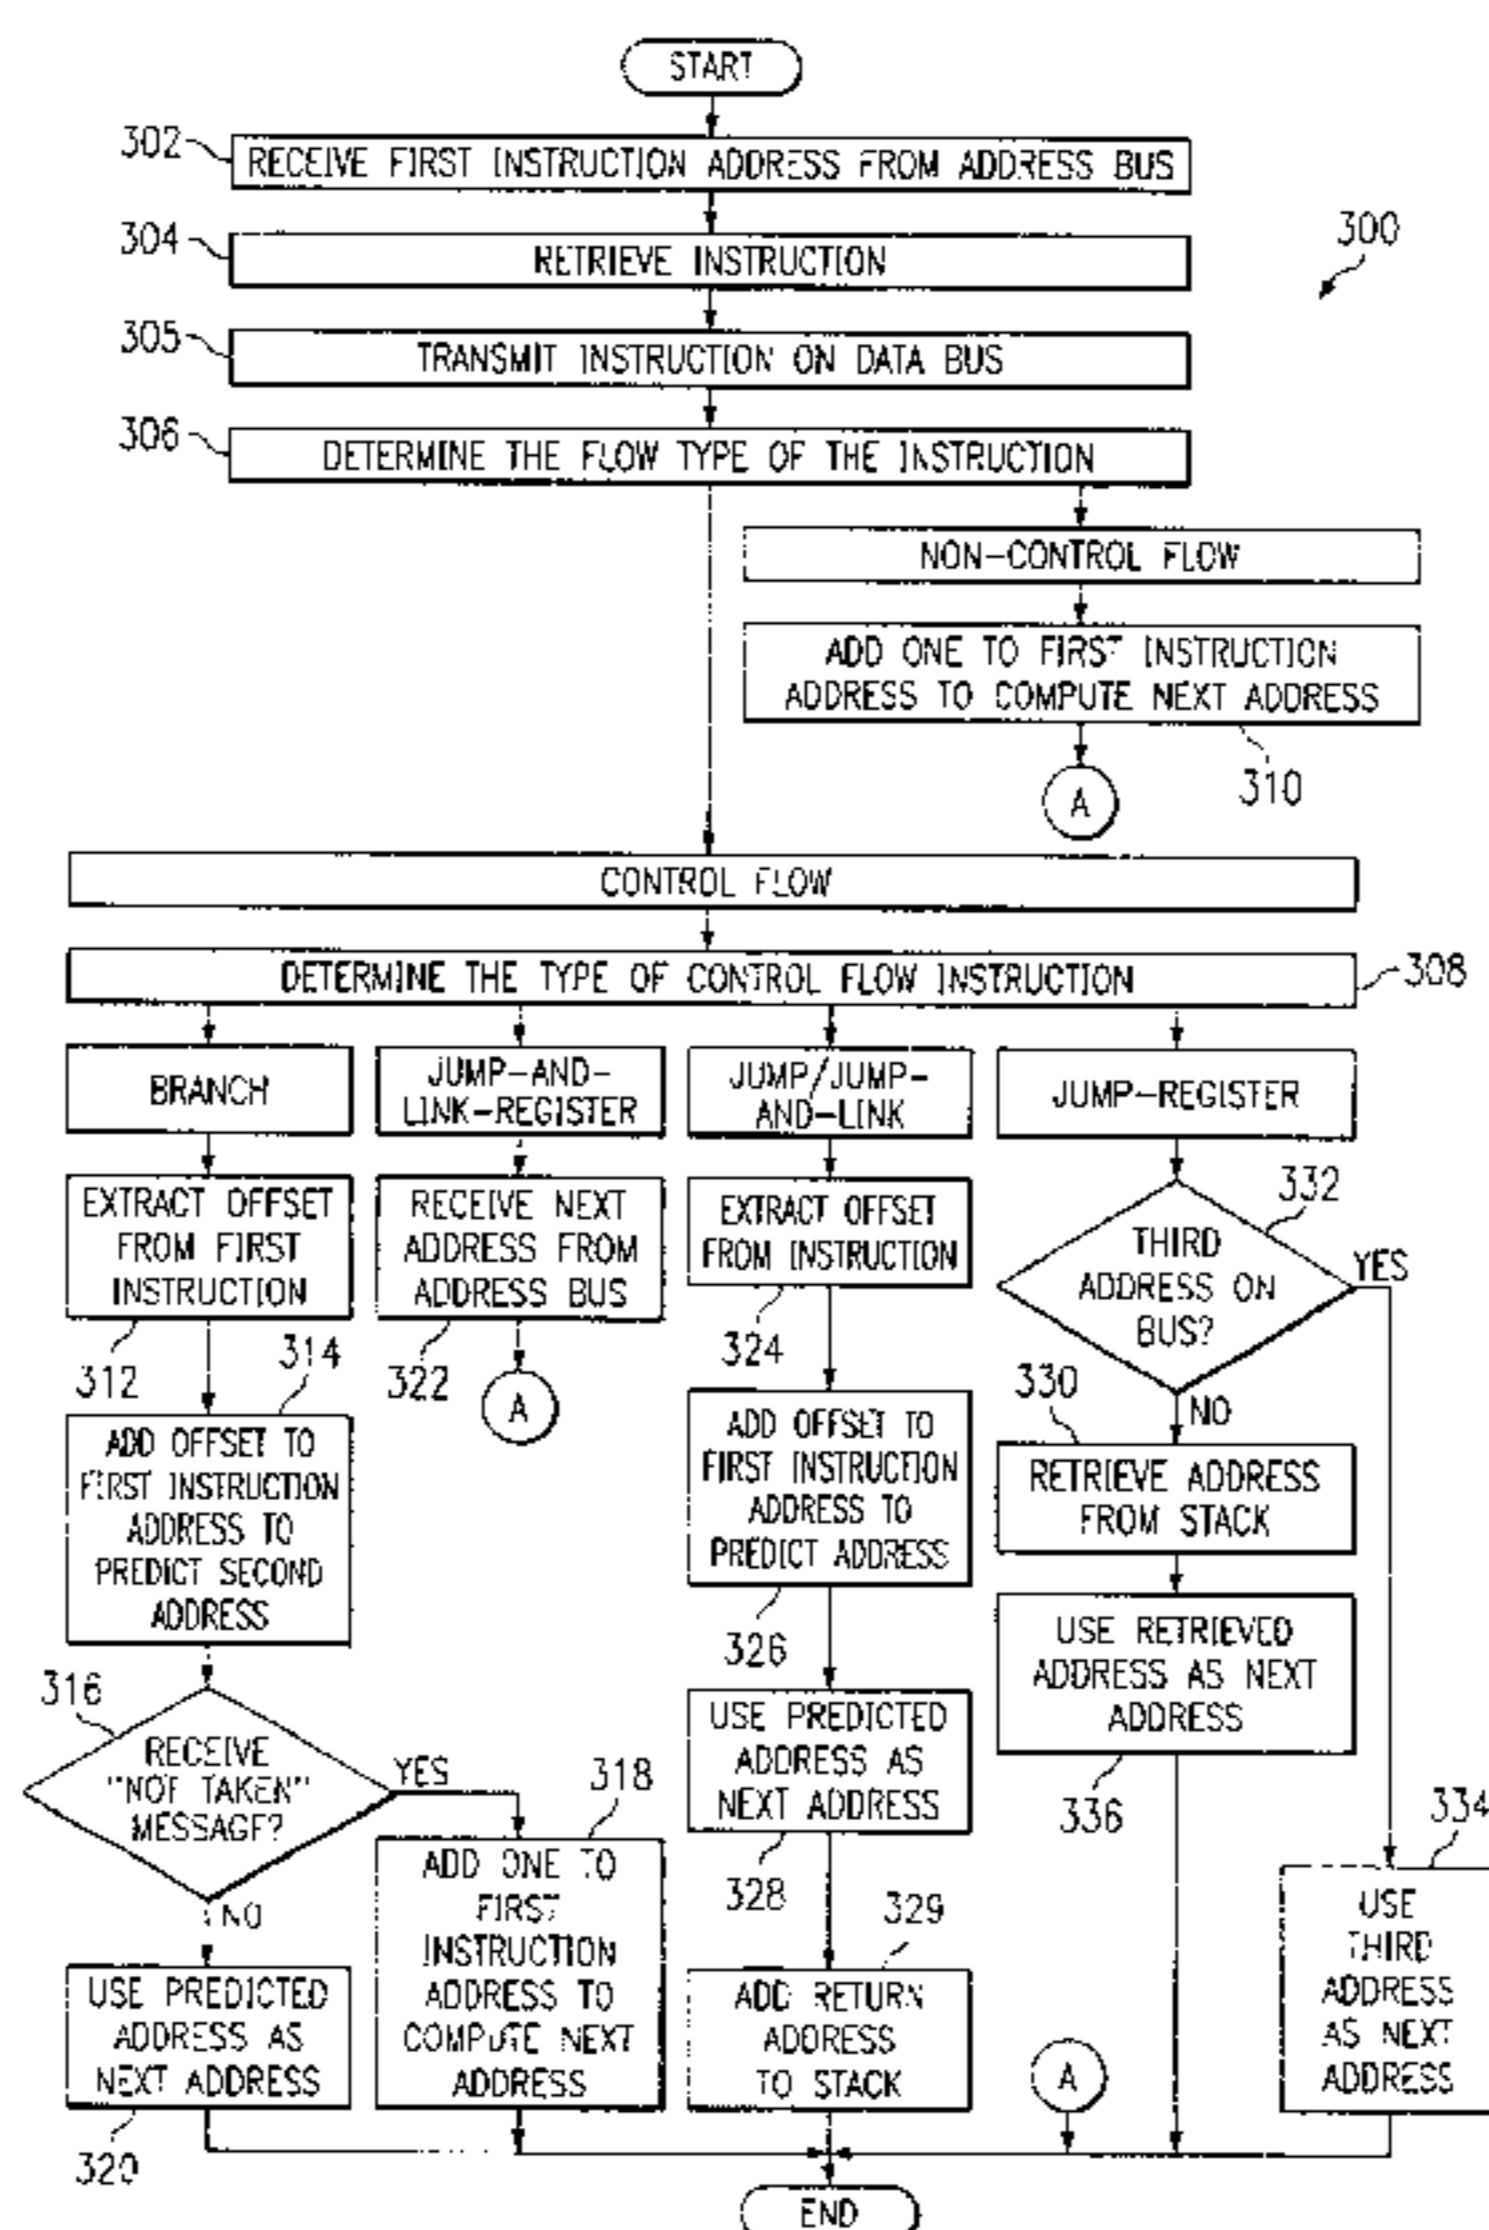 START
302
RECEIVE FIRST INSTRUCTION ADDRESS FROM ADDRESS BUS
304
RETRIEVE INSTRUCTION
300
305
TRANSMIT INSTRUCTION ON DATA BUS
306
DETERMINE THE FLOW TYPE OF THE INSTRUCTION
NON-CONTROL FLOW
ADD ONE TO FIRST INSTRUCTION
ADDRESS TO COMPUTE NEXT ADDRESS
310
A
CONTROL FLOW
DETERMINE THE TYPE OF CONTROL FLOW INSTRUCTION
308
BRANCH
JUMP-AND-
LINK-REGISTER
JUMP/JUMP-
AND-LINK
JUMP-REGISTER
EXTRACT OFFSET
FROM FIRST
INSTRUCTION
312
RECEIVE NEXT
ADDRESS FROM
ADDRESS BUS
322
A
EXTRACT OFFSET
FROM INSTRUCTION
324
332
THIRD
ADDRESS ON
BUS?
YES
NO
314
ADD OFFSET TO
FIRST INSTRUCTION
ADDRESS TO
PREDICT SECOND
ADDRESS
ADD OFFSET TO
FIRST INSTRUCTION
ADDRESS TO
PREDICT ADDRESS
326
330
RETRIEVE ADDRESS
FROM STACK
USE RETRIEVED
ADDRESS AS NEXT
ADDRESS
336
316
RECEIVE
"NOT TAKEN"
MESSAGE?
YES
NO
318
ADD ONE TO
FIRST
INSTRUCTION
ADDRESS TO
COMPUTE NEXT
ADDRESS
USE PREDICTED
ADDRESS AS
NEXT ADDRESS
328
329
ADD RETURN
ADDRESS
TO STACK
334
USE
THIRD
ADDRESS
AS NEXT
ADDRESS
USE PREDICTED
ADDRESS AS
NEXT ADDRESS
320
A
END